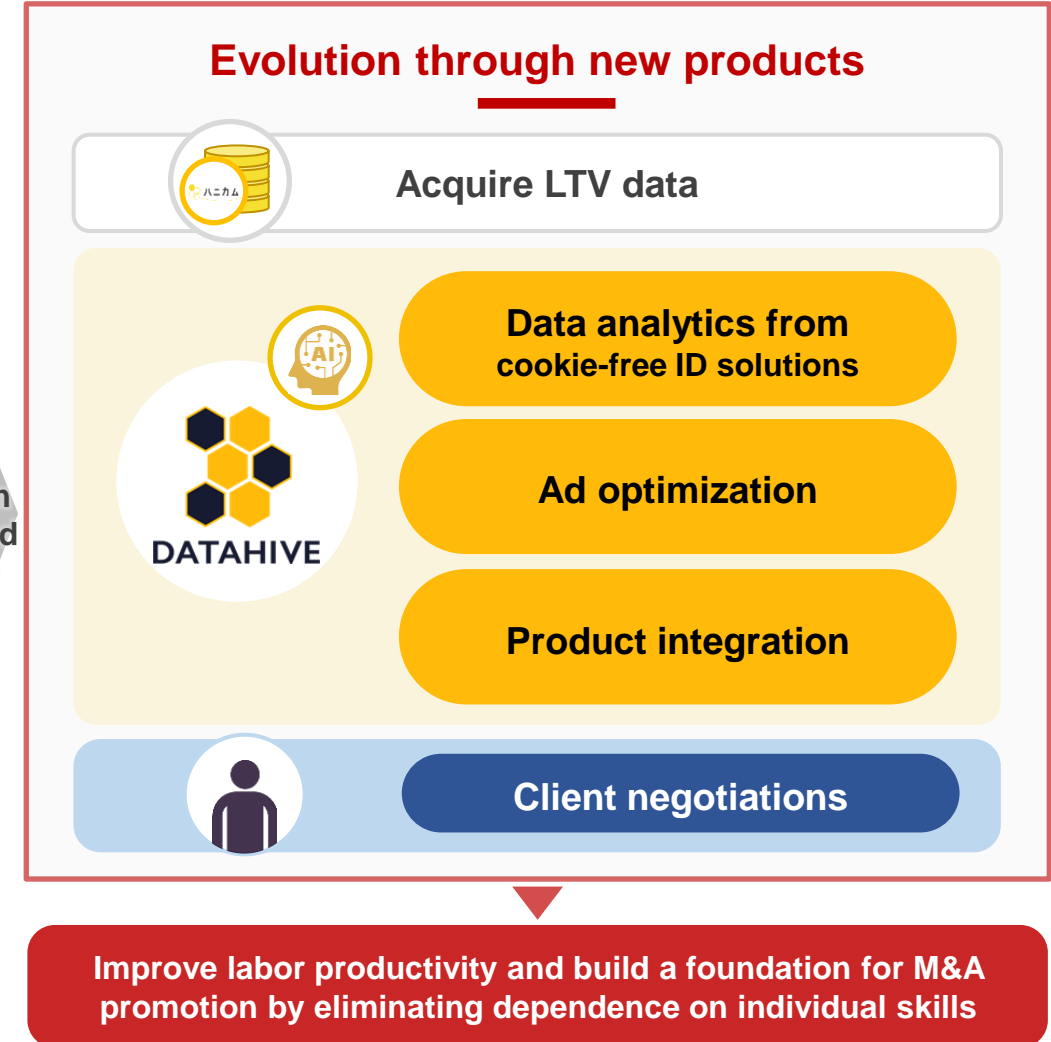 Evolution through new products
ハニカム
Acquire LTV data
AI
Data analytics from
cookie-free ID solutions
DATAHIVE
Ad optimization
Product integration
Client negotiations
Improve labor productivity and build a foundation for M&A
promotion by eliminating dependence on individual skills